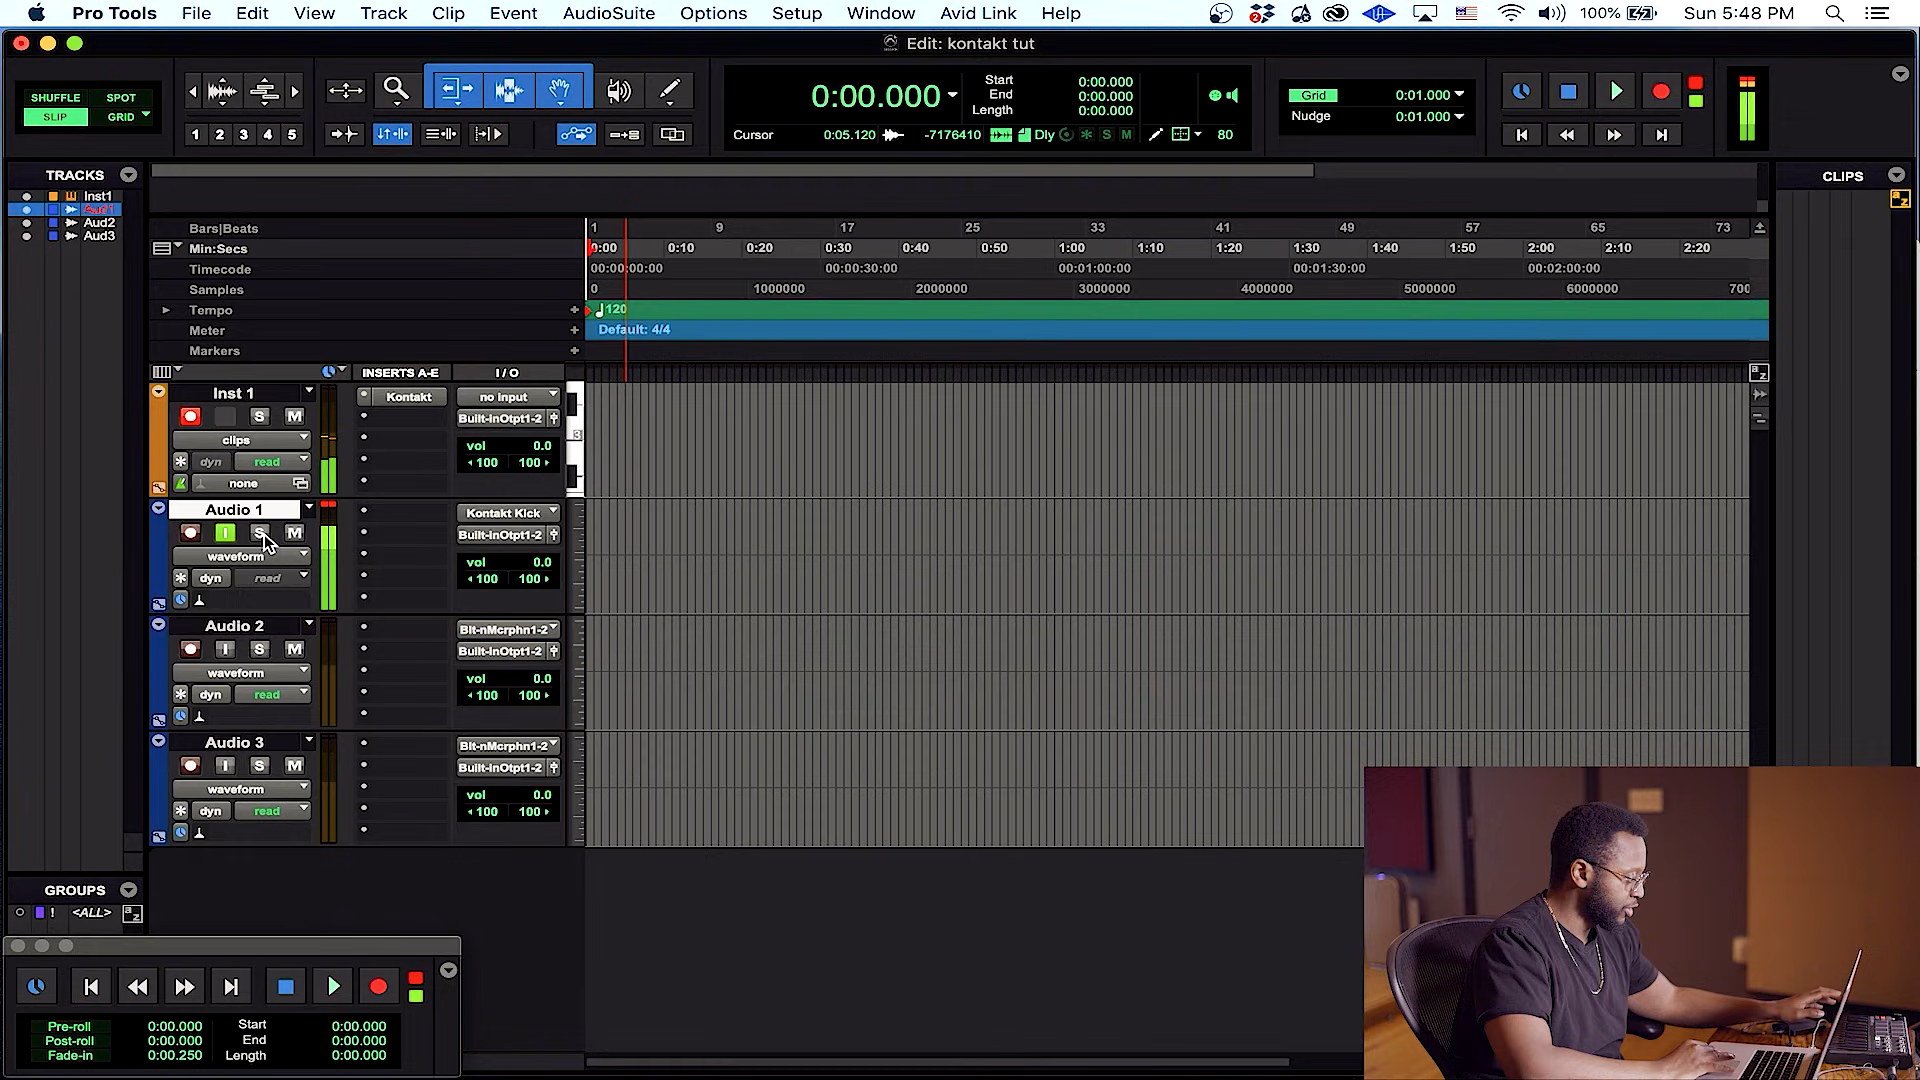 Pro Tools File Edit View Track Clip Event AudioSuite Options Setup Window Avid Link Help 2 100% Sun 5:48 PM
Edit: kontakt tut
SHUFFLE SPOT
SLIP GRID
1 2 3 4 5
0:00.000
Start 0:00.000
End 0:00.000
Length 0:00.000
Cursor 0:05.120 -7176410 Dly S M 80
Grid 0:01.000
Nudge 0:01.000
TRACKS
Inst1
Aud1
Aud2
Aud3
CLIPS
a z
Bars|Beats 1 9 17 25 33 41 49 57 65 73
Min:Secs 0:00 0:10 0:20 0:30 0:40 0:50 1:00 1:10 1:20 1:30 1:40 1:50 2:00 2:10 2:20
Timecode 00:00:00:00 00:00:30:00 00:01:00:00 00:01:30:00 00:02:00:00
Samples 0 1000000 2000000 3000000 4000000 5000000 6000000 700
Tempo 120
Meter Default: 4/4
Markers
INSERTS A-E I / O
a z
Inst 1 Kontakt no input
S M Built-InOtpt1-2
clips vol 0.0
dyn read 100 100
none
3
Audio 1 Kontakt Kick
I S M Built-InOtpt1-2
waveform vol 0.0
dyn read 100 100
Audio 2 Blt-nMcrphn1-2
I S M Built-InOtpt1-2
waveform vol 0.0
dyn read 100 100
Audio 3 Blt-nMcrphn1-2
I S M Built-InOtpt1-2
waveform vol 0.0
dyn read 100 100
GROUPS
! <ALL> a z
Pre-roll 0:00.000 Start 0:00.000
Post-roll 0:00.000 End 0:00.000
Fade-in 0:00.250 Length 0:00.000